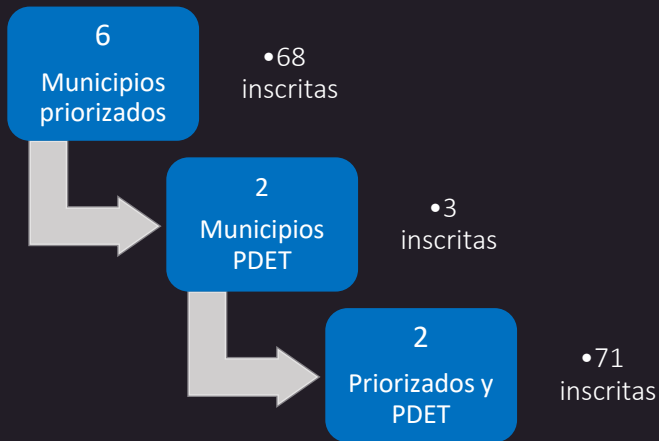 6
Municipios
priorizados
•68
inscritas
2
Municipios
PDET
•3
inscritas
2
Priorizados y
PDET
•71
inscritas